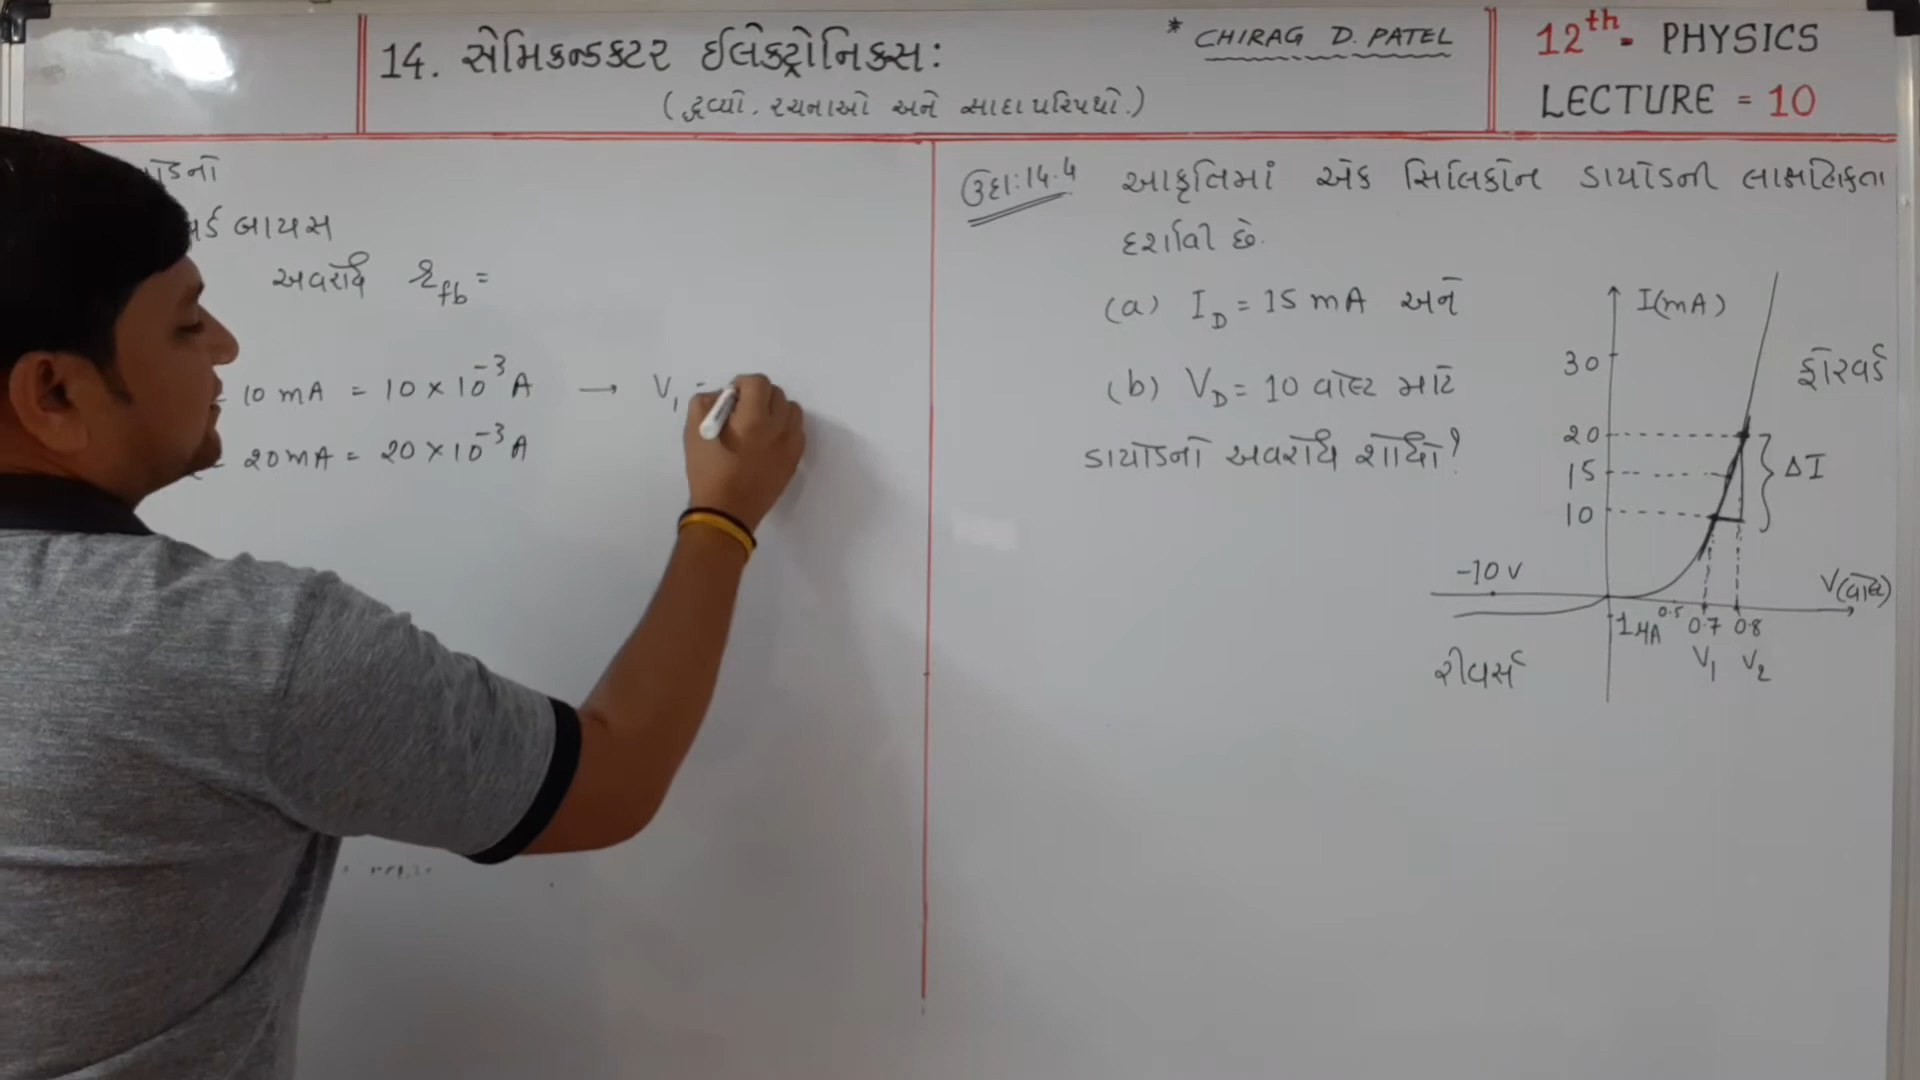 14. સેમિકન્ડક્ટર ઈલેક્ટ્રોનિક્સ:
(દ્રવ્યો, રચનાઓ અને સાદા પરિપથો.)
* CHIRAG D. PATEL
12th- PHYSICS
LECTURE = 10
બાયસ
અવરોધ r_fb =
10 mA = 10 × 10⁻³ A → V₁ =
20 mA = 20 × 10⁻³ A
ઉદા:14.4 આકૃતિમાં એક સિલિકોન ડાયોડની લાક્ષણિકતા
દર્શાવી છે.
(a) I_D = 15 mA અને
(b) V_D = 10 વોલ્ટ માટે
ડાયોડનો અવરોધ શોધો?
I(mA)
30
ફોરવર્ડ
20
15
ΔI
10
-10 V
V(વોલ્ટ)
0.5
1 μA 0.7 0.8
V₁ V₂
રીવર્સ